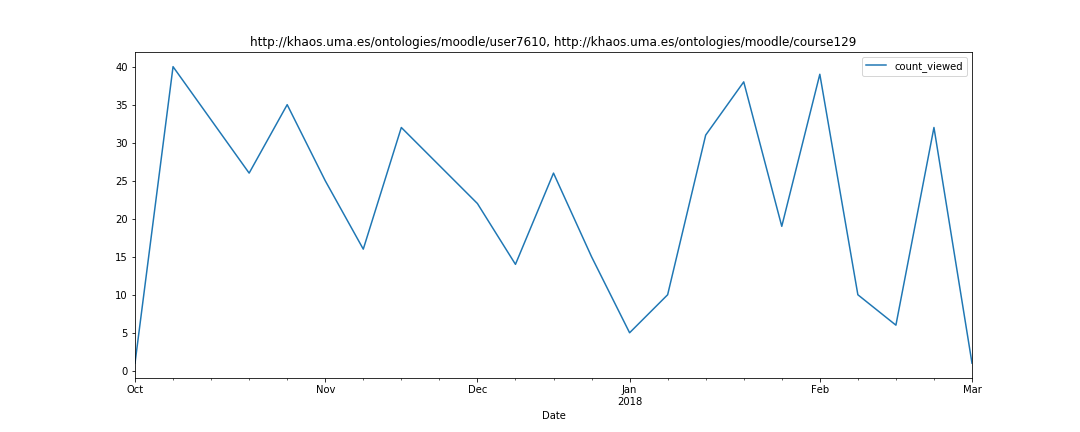 http://khaos.uma.es/ontologies/moodle/user7610, http://khaos.uma.es/ontologies/moodle/course129
count_viewed
40
35
30
25
20
15
10
5
0
Oct
Nov
Dec
Jan
2018
Feb
Mar
Date